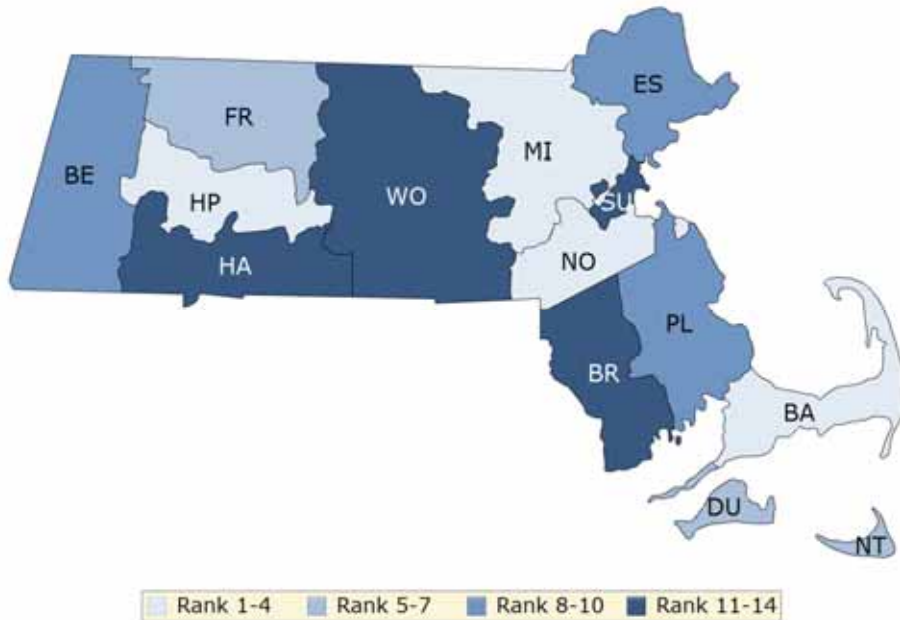 ES
FR
MI
BE
HP
WO
SU
HA
NO
PL
BR
BA
DU
NT
Rank 1-4 Rank 5-7 Rank 8-10 Rank 11-14